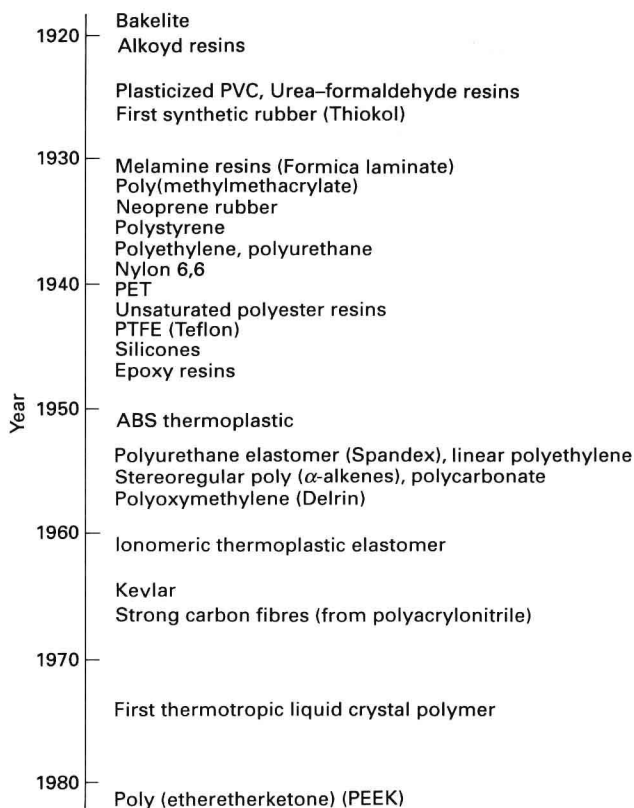 Bakelite
1920
Alkoyd resins
Plasticized PVC, Urea–formaldehyde resins
First synthetic rubber (Thiokol)
1930
Melamine resins (Formica laminate)
Poly(methylmethacrylate)
Neoprene rubber
Polystyrene
Polyethylene, polyurethane
Nylon 6,6
1940
PET
Unsaturated polyester resins
PTFE (Teflon)
Silicones
Epoxy resins
Year
1950
ABS thermoplastic
Polyurethane elastomer (Spandex), linear polyethylene
Stereoregular poly (α-alkenes), polycarbonate
Polyoxymethylene (Delrin)
1960
Ionomeric thermoplastic elastomer
Kevlar
Strong carbon fibres (from polyacrylonitrile)
1970
First thermotropic liquid crystal polymer
1980
Poly (etheretherketone) (PEEK)